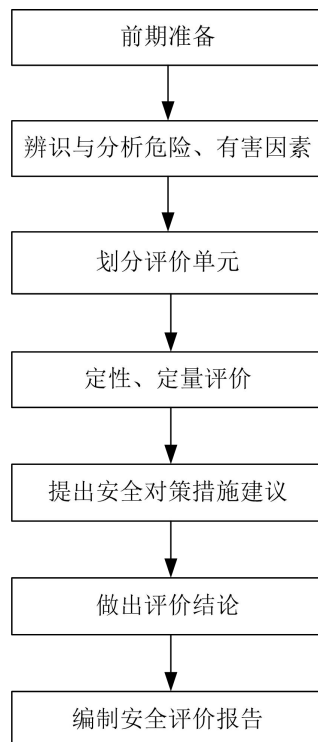 前期准备
辨识与分析危险、有害因素
划分评价单元
定性、定量评价
提出安全对策措施建议
做出评价结论
编制安全评价报告